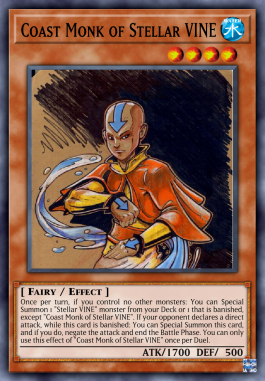 Coast Monk of Stellar VINE
WATER
水
[ Fairy / Effect ]
Once per turn, if you control no other monsters: You can Special
Summon 1 "Stellar VINE" monster from your Deck or 1 that is banished,
except "Coast Monk of Stellar VINE". If your opponent declares a direct
attack, while this card is banished: You can Special Summon this card,
and if you do, negate the attack and end the Battle Phase. You can only
use this effect of "Coast Monk of Stellar VINE" once per Duel.
ATK/1700 DEF/ 500